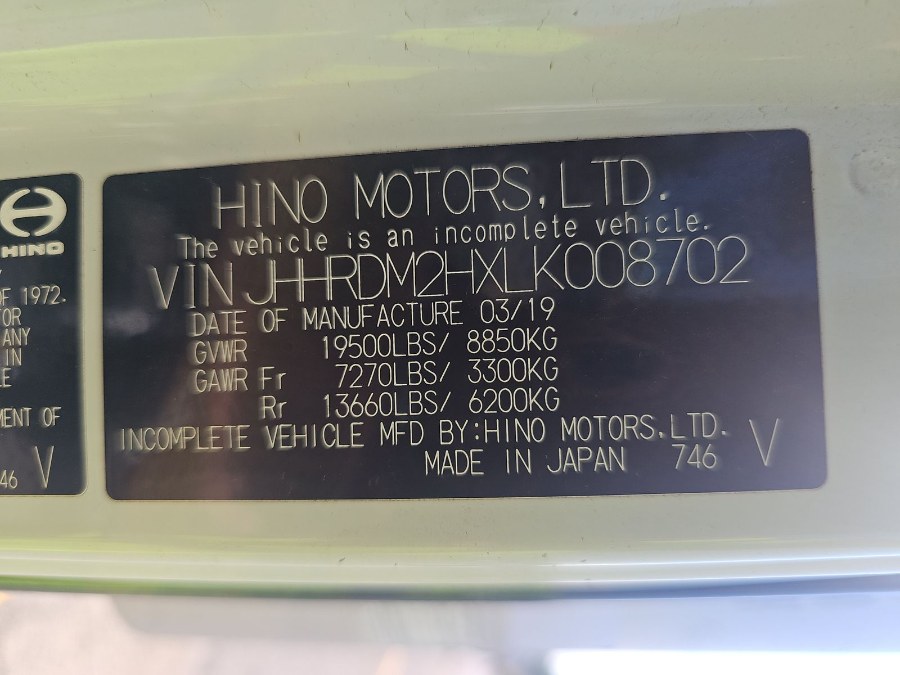 HINO
OF 1972.
ANY
IN
MENT OF
46 V
HINO MOTORS,LTD.
The vehicle is an incomplete vehicle.
VIN JHHRDM2HXLK008702
DATE OF MANUFACTURE 03/19
GVWR 19500LBS/ 8850KG
GAWR Fr 7270LBS/ 3300KG
Rr 13660LBS/ 6200KG
INCOMPLETE VEHICLE MFD BY:HINO MOTORS.LTD. V
MADE IN JAPAN 746